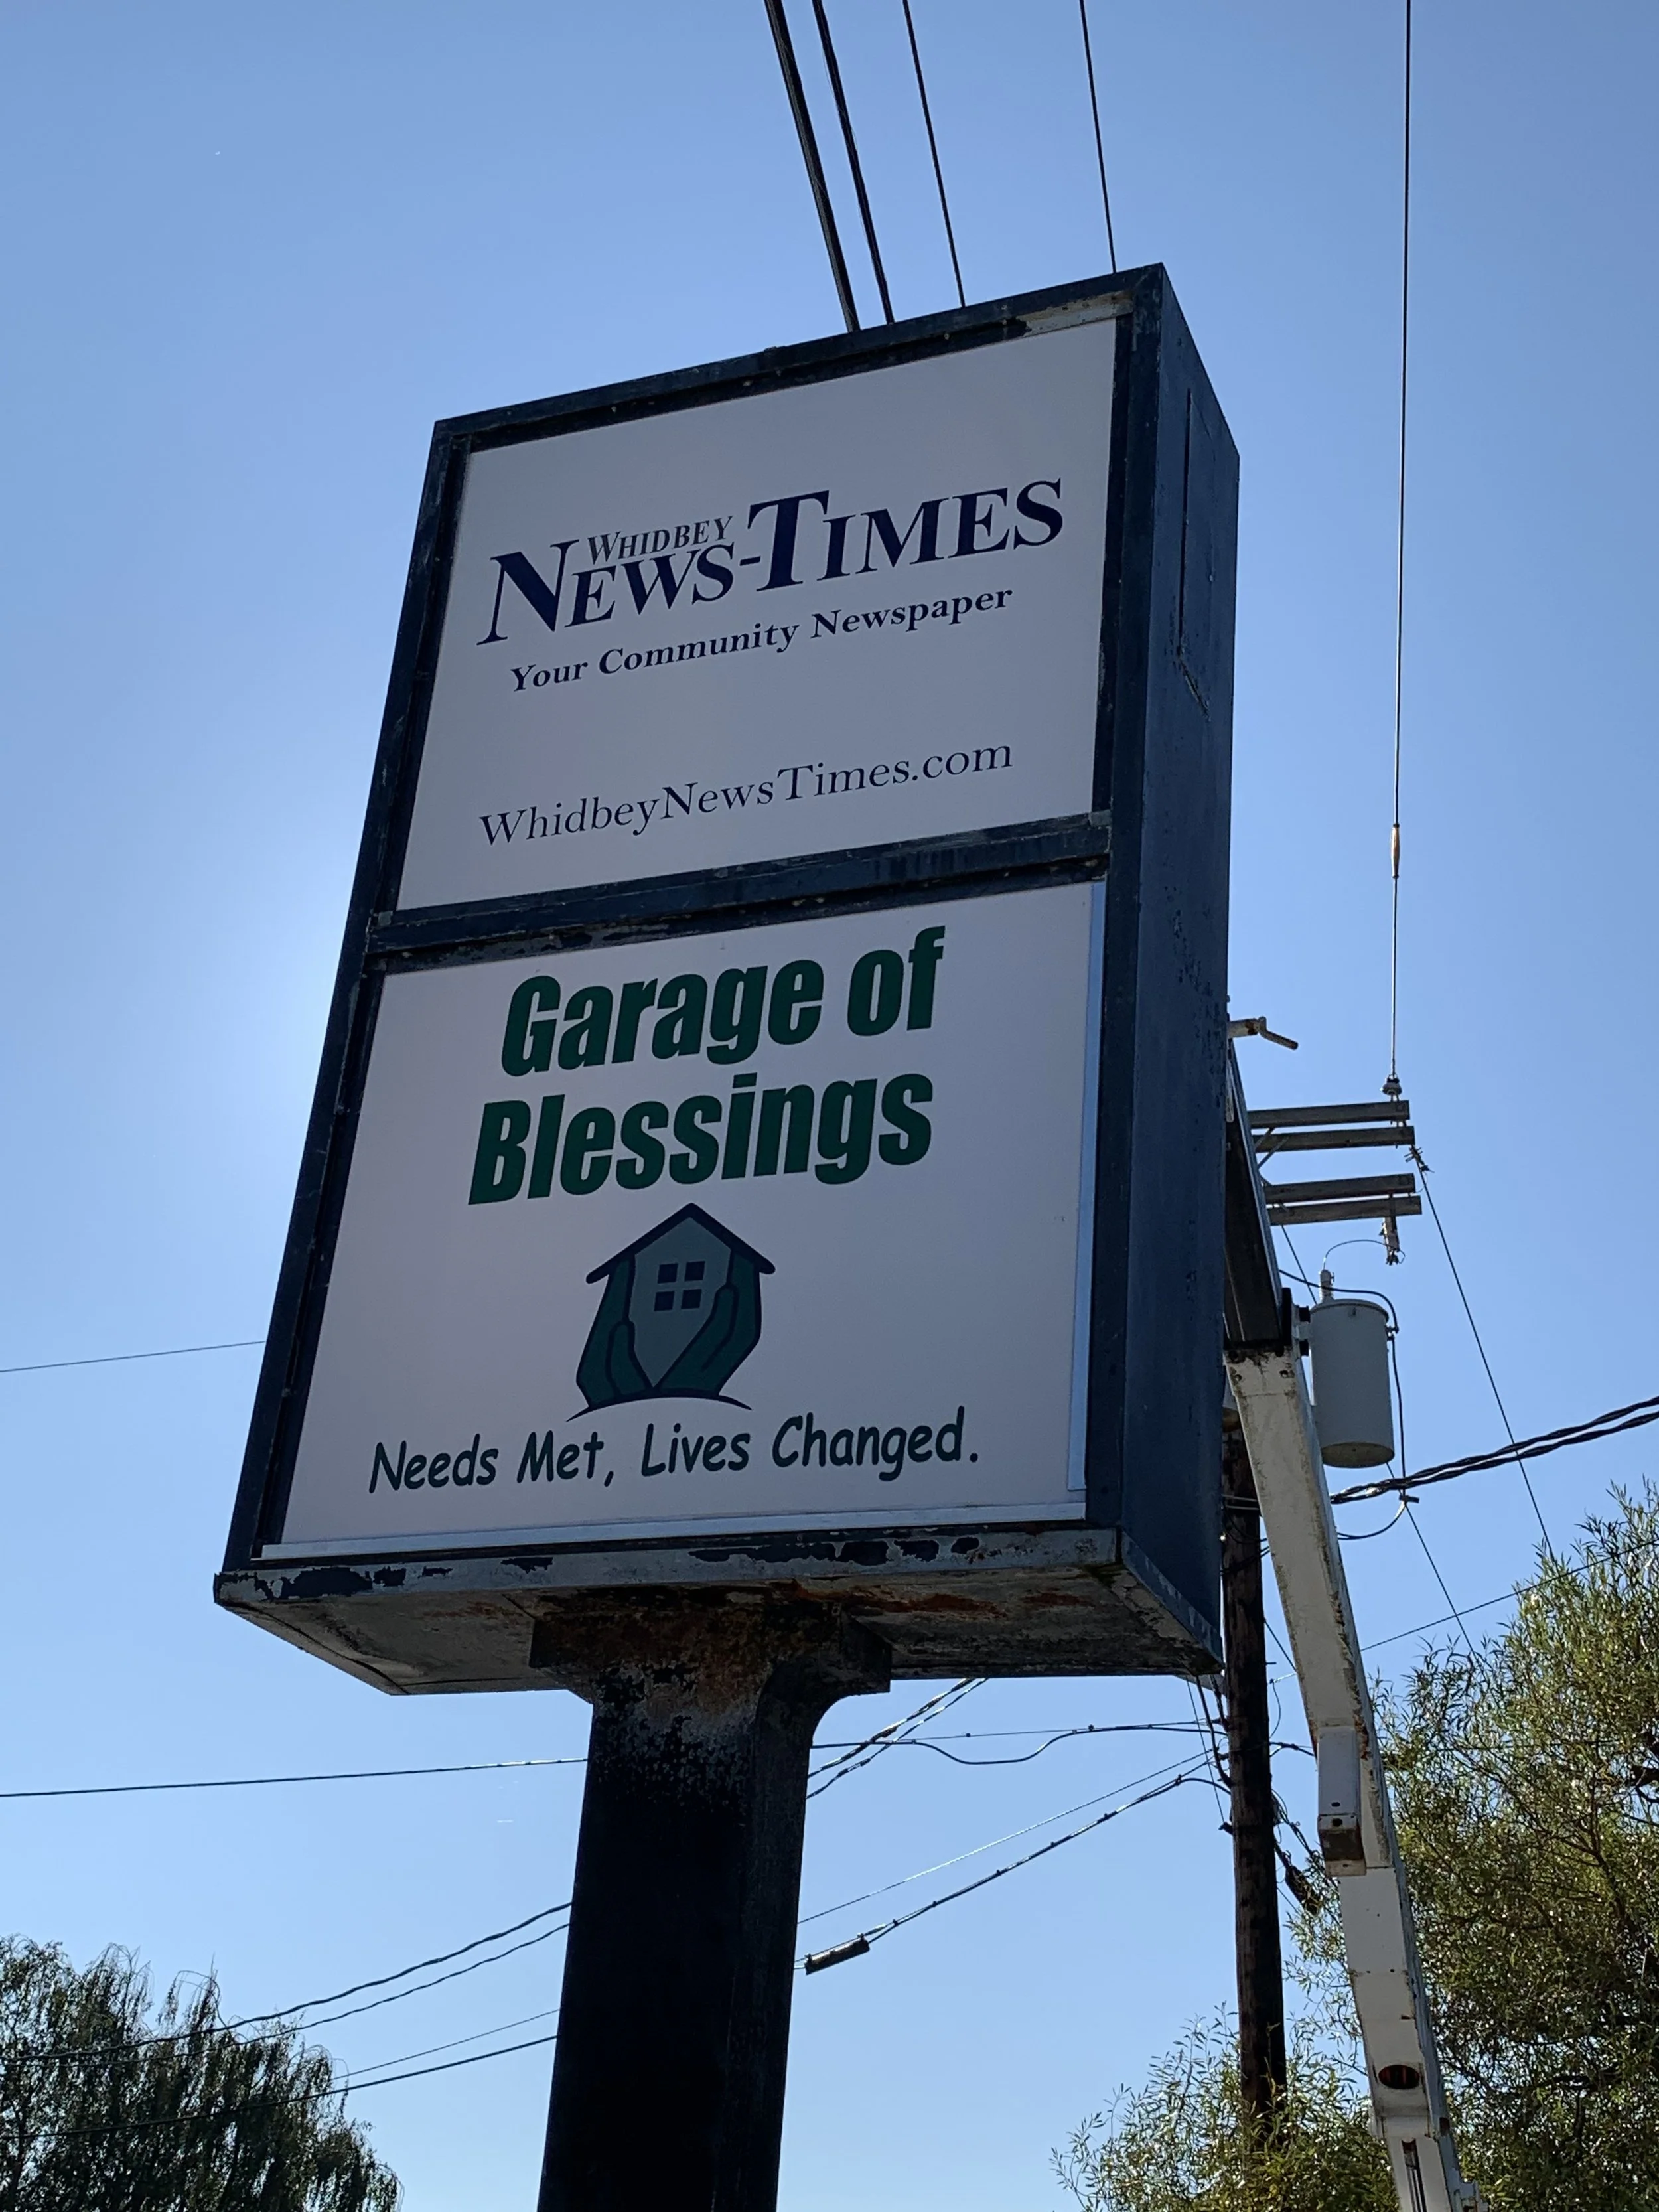 WHIDBEY
NEWS-TIMES
Your Community Newspaper
WhidbeyNewsTimes.com
Garage of
Blessings
Needs Met, Lives Changed.